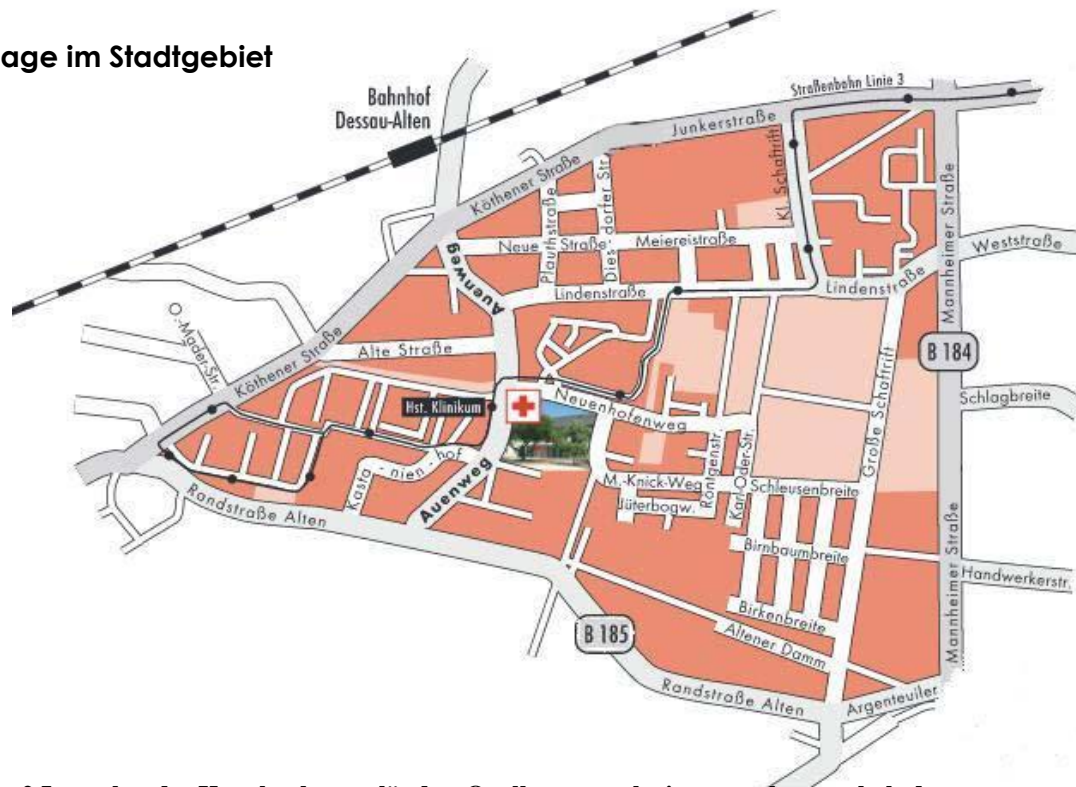 age im Stadtgebiet
Bahnhof
Dessau-Alten
Straßenbahn Linie 3
Junkerstraße
Köthener Straße
Kl. Schaftrift
Plauthstraße
Diesdorfer Str.
Neue Straße
Meiereistraße
Mannheimer Straße
Weststraße
Auenweg
Lindenstraße
Lindenstraße
O.-Mader-Str.
Alte Straße
Köthener Straße
B 184
Große Schaftrift
Schlagbreite
Hst. Klinikum
Neuenhofenweg
Kasta-nien-hof
Auenweg
Röntgenstr.
Karl-Oder-Str.
M.-Knick-Weg
Schleusenbreite
Jüterbogw.
Randstraße Alten
Birnbaumbreite
Mannheimer Straße
Handwerkerstr.
Birkenbreite
B 185
Altener Damm
Randstraße Alten
Argenteuiler